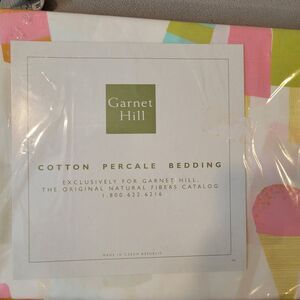 Garnet
Hill
COTTON PERCALE BEDDING
EXCLUSIVELY FOR GARNET HILL,
THE ORIGINAL NATURAL FIBERS CATALOG
1·800·622·6216
MADE IN CZECH REPUBLIC